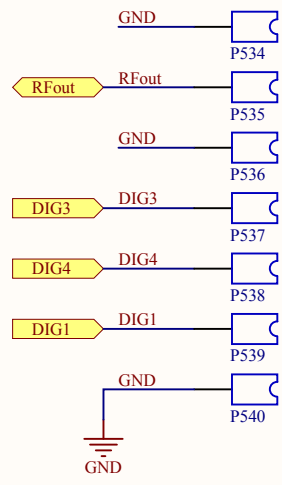 GND
P534
RFout RFout
P535
GND
P536
DIG3 DIG3
P537
DIG4 DIG4
P538
DIG1 DIG1
P539
GND
P540
GND